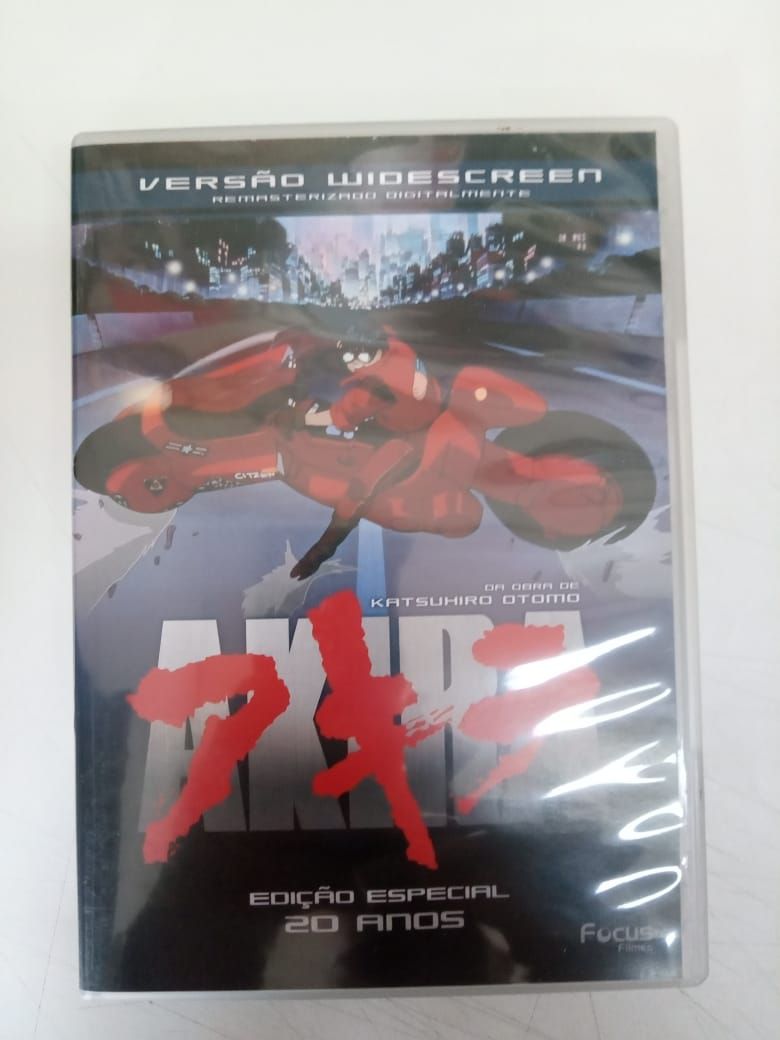 VERSÃO WIDESCREEN
REMASTERIZADO DIGITALMENTE
CITIZEN
DA OBRA DE
KATSUHIRO OTOMO
AKIRA
アキラ
EDIÇÃO ESPECIAL
20 ANOS
Focus
Filmes